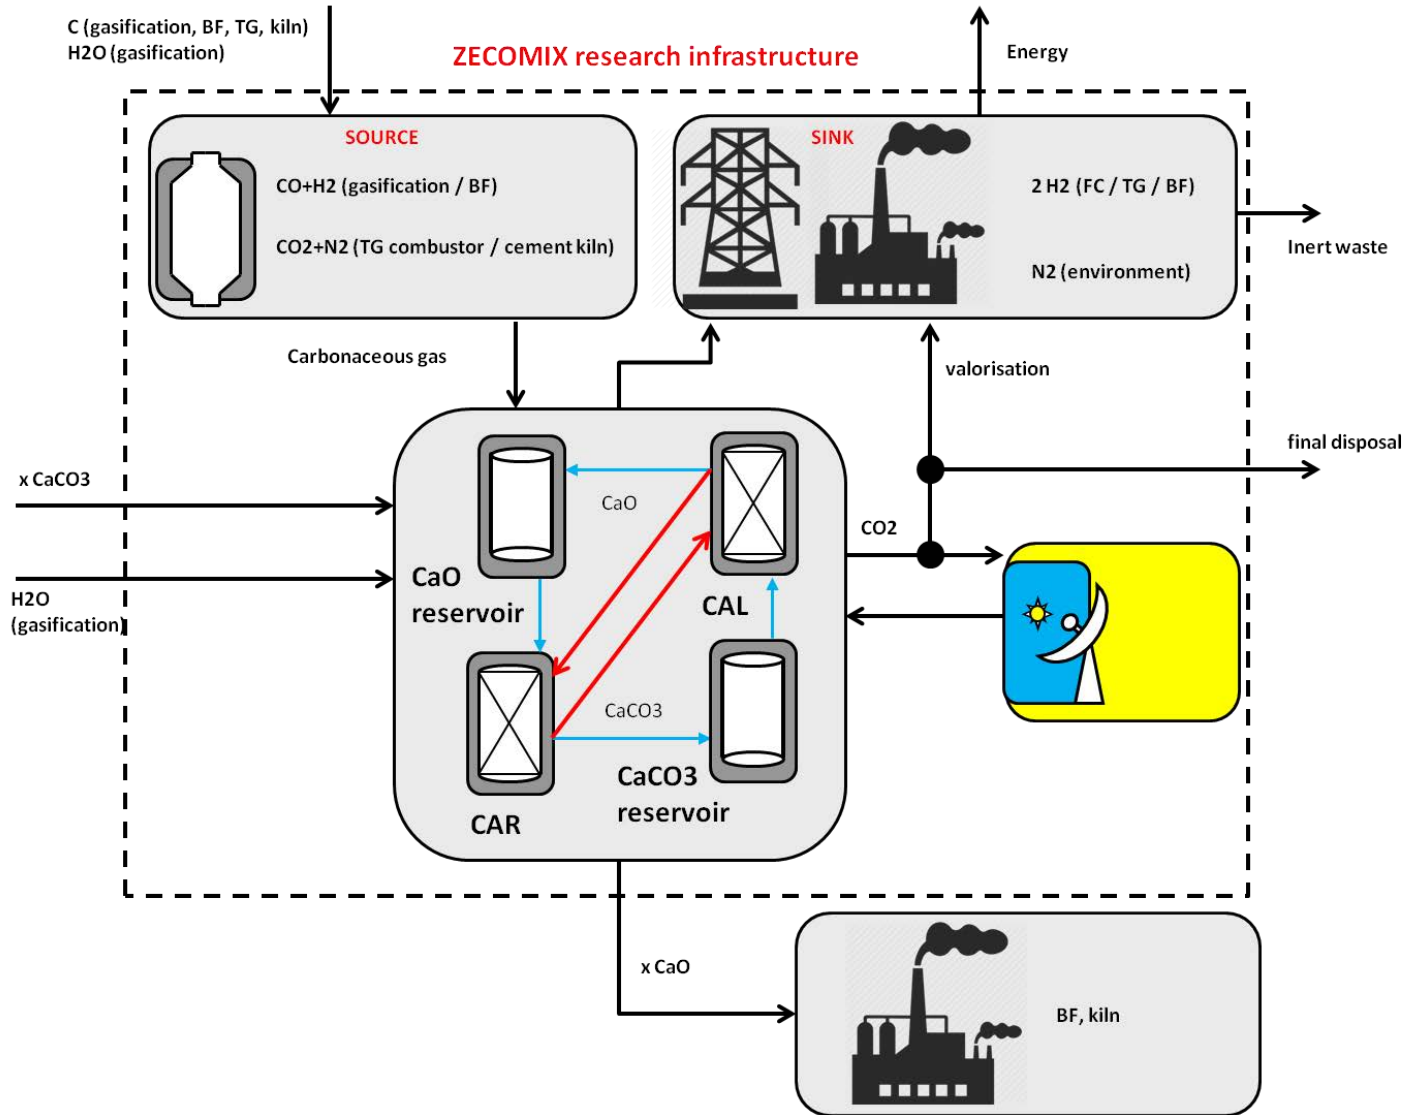 C (gasification, BF, TG, kiln)
H2O (gasification)
ZECOMIX research infrastructure
Energy
SOURCE
CO+H2 (gasification / BF)
CO2+N2 (TG combustor / cement kiln)
SINK
2 H2 (FC / TG / BF)
N2 (environment)
Inert waste
Carbonaceous gas
valorisation
final disposal
x CaCO3
H2O
(gasification)
CaO
CaO
reservoir
CAL
CO2
CaCO3
CaCO3
reservoir
CAR
x CaO
BF, kiln